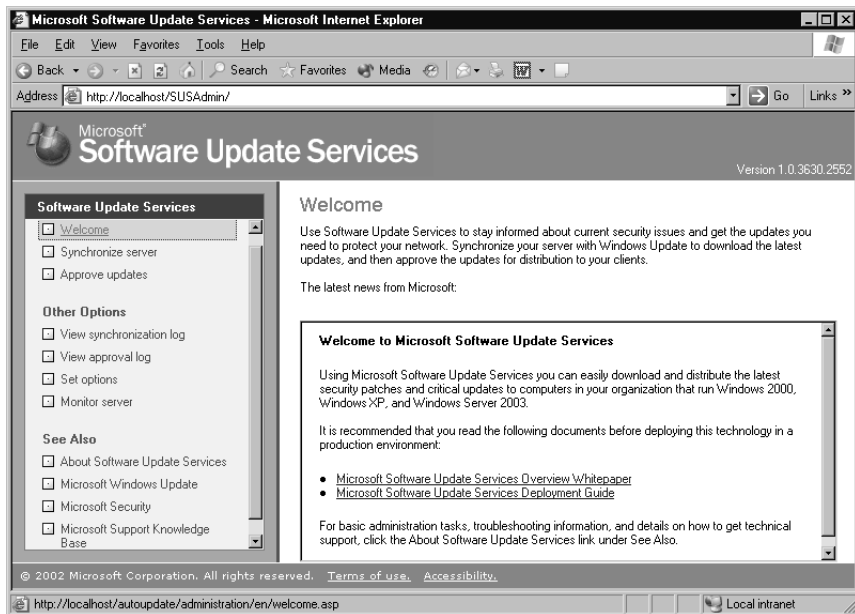 Microsoft Software Update Services - Microsoft Internet Explorer
File Edit View Favorites Tools Help
Back Search Favorites Media
Address http://localhost/SUSAdmin/ Go Links »
Microsoft®
Software Update Services
Version 1.0.3630.2552
Software Update Services
Welcome
Synchronize server
Approve updates
Other Options
View synchronization log
View approval log
Set options
Monitor server
See Also
About Software Update Services
Microsoft Windows Update
Microsoft Security
Microsoft Support Knowledge
Base
Welcome
Use Software Update Services to stay informed about current security issues and get the updates you
need to protect your network. Synchronize your server with Windows Update to download the latest
updates, and then approve the updates for distribution to your clients.
The latest news from Microsoft:
Welcome to Microsoft Software Update Services
Using Microsoft Software Update Services you can easily download and distribute the latest
security patches and critical updates to computers in your organization that run Windows 2000,
Windows XP, and Windows Server 2003.
It is recommended that you read the following documents before deploying this technology in a
production environment:
• Microsoft Software Update Services Overview Whitepaper
• Microsoft Software Update Services Deployment Guide
For basic administration tasks, troubleshooting information, and details on how to get technical
support, click the About Software Update Services link under See Also.
© 2002 Microsoft Corporation. All rights reserved. Terms of use. Accessibility.
http://localhost/autoupdate/administration/en/welcome.asp Local intranet